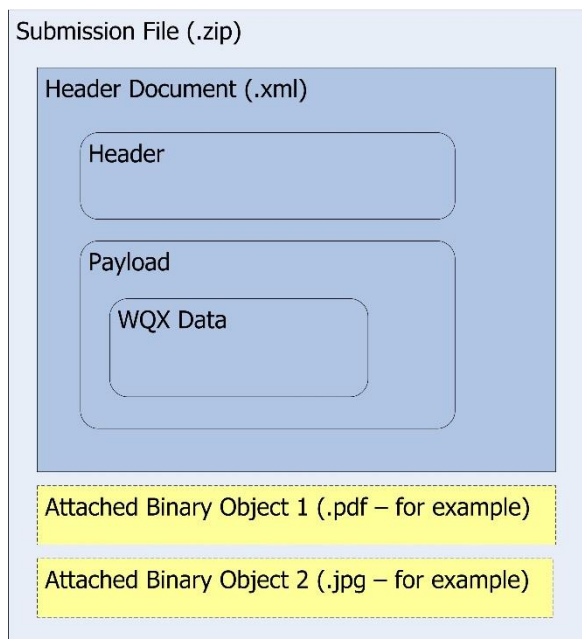 Submission File (.zip)
Header Document (.xml)
Header
Payload
WQX Data
Attached Binary Object 1 (.pdf – for example)
Attached Binary Object 2 (.jpg – for example)